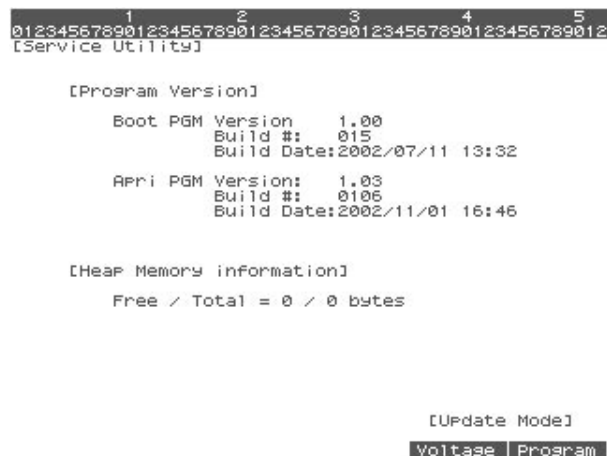 1 2 3 4 5
01234567890123456789012345678901234567890123456789012
[Service Utility]
[Program Version]
Boot PGM Version 1.00
Build #: 015
Build Date:2002/07/11 13:32
Apri PGM Version: 1.03
Build #: 0106
Build Date:2002/11/01 16:46
[Heap Memory information]
Free / Total = 0 / 0 bytes
[Update Mode]
Voltage Program